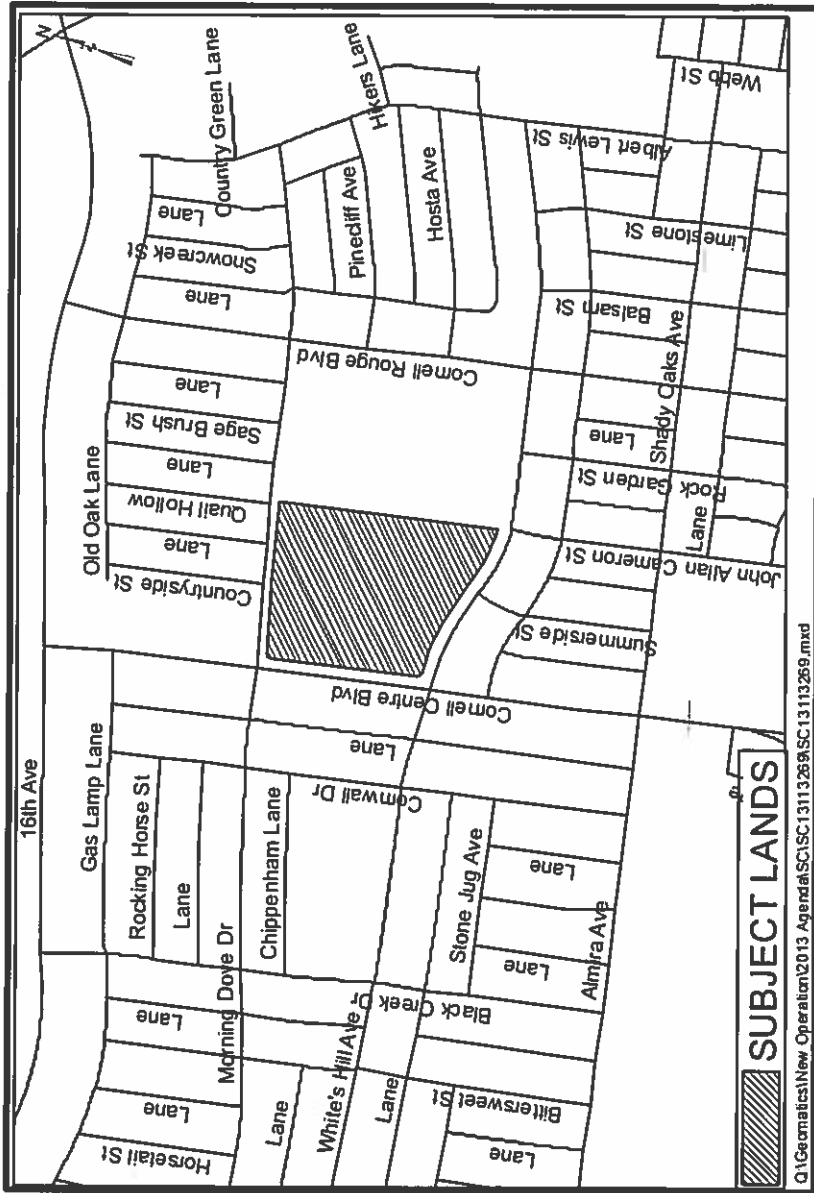 N
16th Ave
Old Oak Lane
Gas Lamp Lane
Rocking Horse St
Lane
Morning Dove Dr
Chippenham Lane
Lane
Horsetail St
Lane
Lane
White's Hill Ave
Lane
Bittersweet St
Lane
Black Creek Dr
Stone Jug Ave
Lane
Lane
Almira Ave
Cornwall Dr
Lane
Cornell Centre Blvd
Countryside St
Lane
Quail Hollow
Lane
Sage Brush St
Lane
Lane
Snowcreek St
Lane
Country Green Lane
Hikers Lane
Pinecliff Ave
Hosta Ave
Cornell Rouge Blvd
Albert Lewis St
Webb St
Limestone St
Balsam St
Shady Oaks Ave
Lane
Rock Garden St
Lane
John Allan Cameron St
Summerside St
SUBJECT LANDS
Q:\Geomatics\New Operation\2013 Agenda\SC\SC13113269\SC13113269.mxd